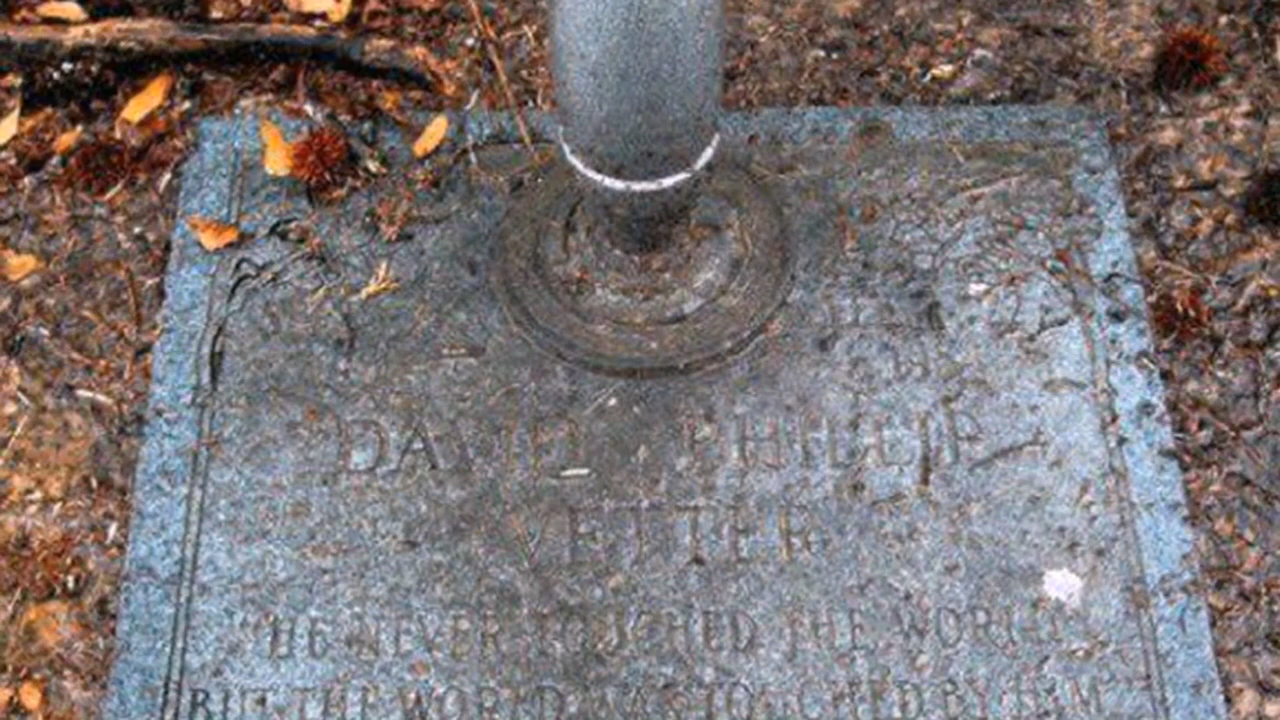 DAVID PHILLIP
VETTER
"HE NEVER TOUCHED THE WORLD
BUT THE WORLD WAS TOUCHED BY HIM"